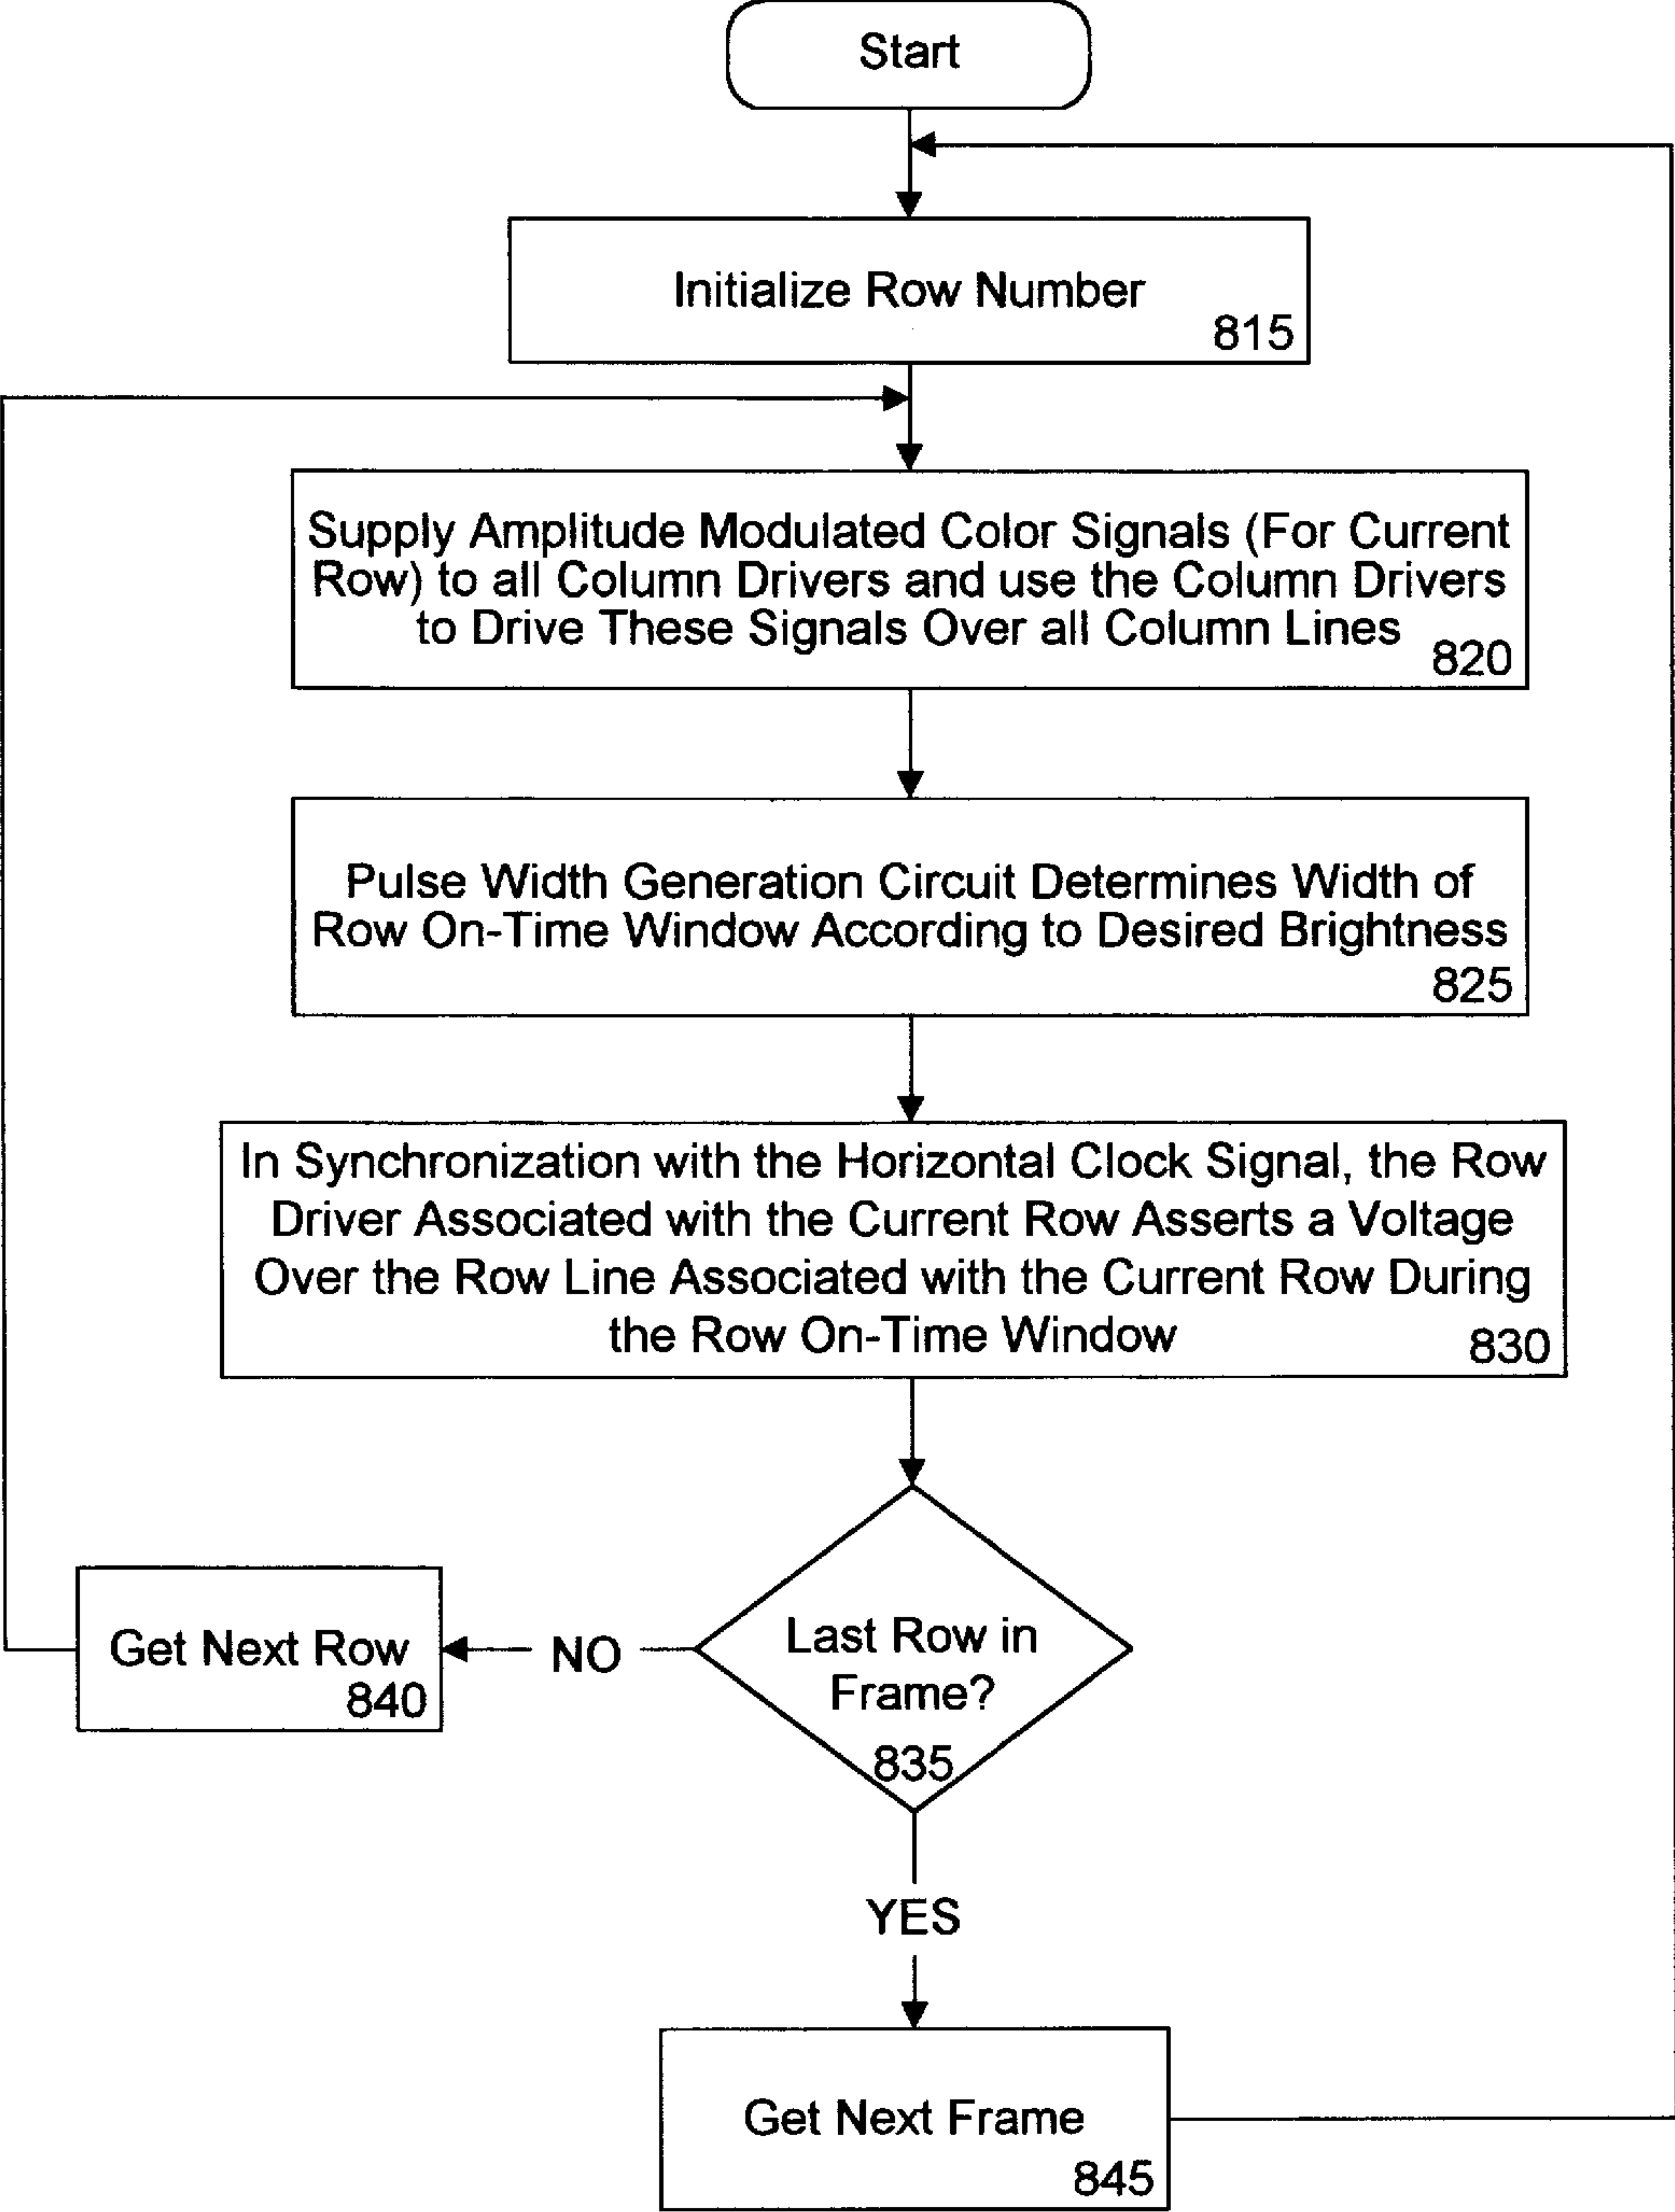 Start
Initialize Row Number
815
Supply Amplitude Modulated Color Signals (For Current
Row) to all Column Drivers and use the Column Drivers
to Drive These Signals Over all Column Lines
820
Pulse Width Generation Circuit Determines Width of
Row On-Time Window According to Desired Brightness
825
In Synchronization with the Horizontal Clock Signal, the Row
Driver Associated with the Current Row Asserts a Voltage
Over the Row Line Associated with the Current Row During
the Row On-Time Window
830
Last Row in
Frame?
835
NO
Get Next Row
840
YES
Get Next Frame
845